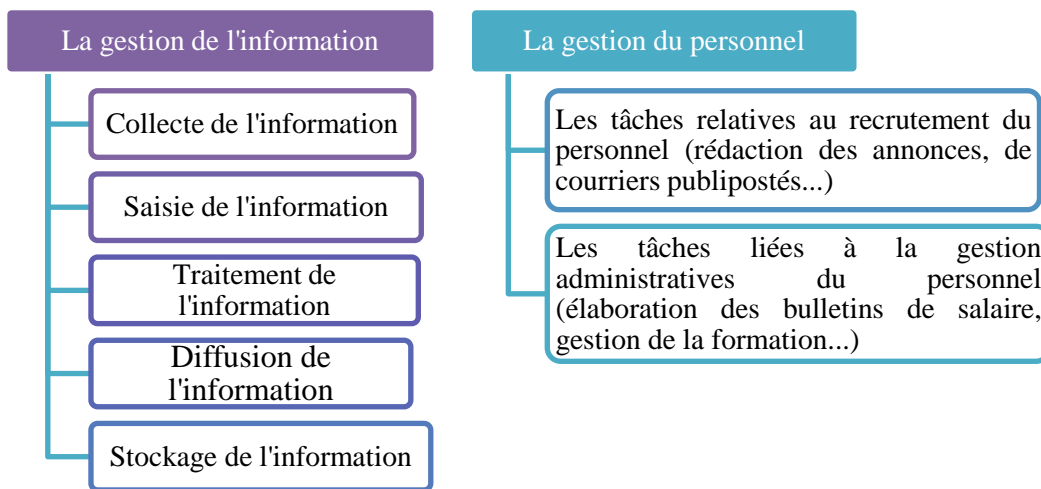 La gestion de l'information
Collecte de l'information
Saisie de l'information
Traitement de
l'information
Diffusion de
l'information
Stockage de l'information
La gestion du personnel
Les tâches relatives au recrutement du
personnel (rédaction des annonces, de
courriers publipostés...)
Les tâches liées à la gestion
administratives du personnel
(élaboration des bulletins de salaire,
gestion de la formation...)